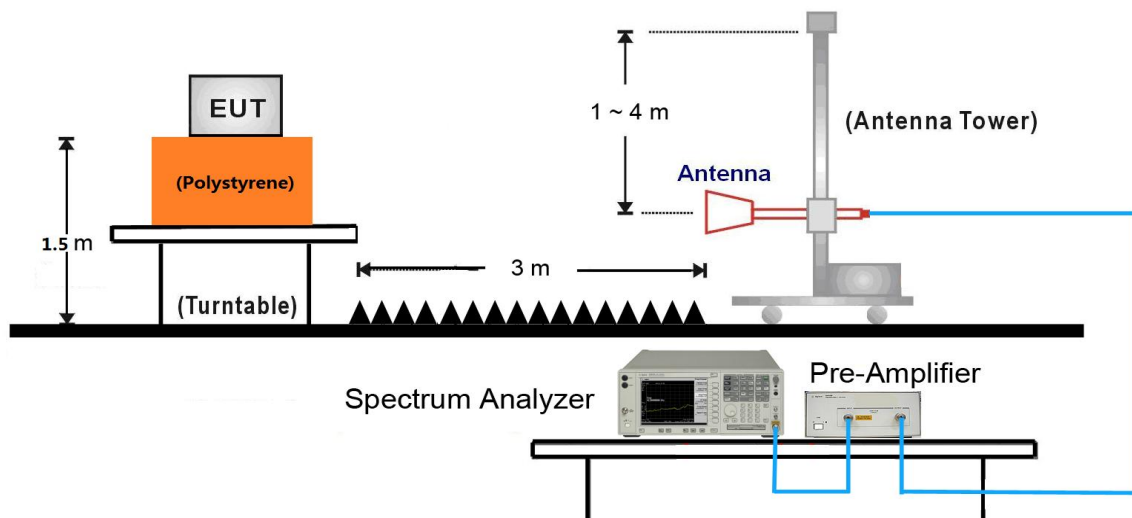 EUT
(Polystyrene)
1.5 m
(Turntable)
3 m
1 ~ 4 m
Antenna
(Antenna Tower)
Spectrum Analyzer
Pre-Amplifier